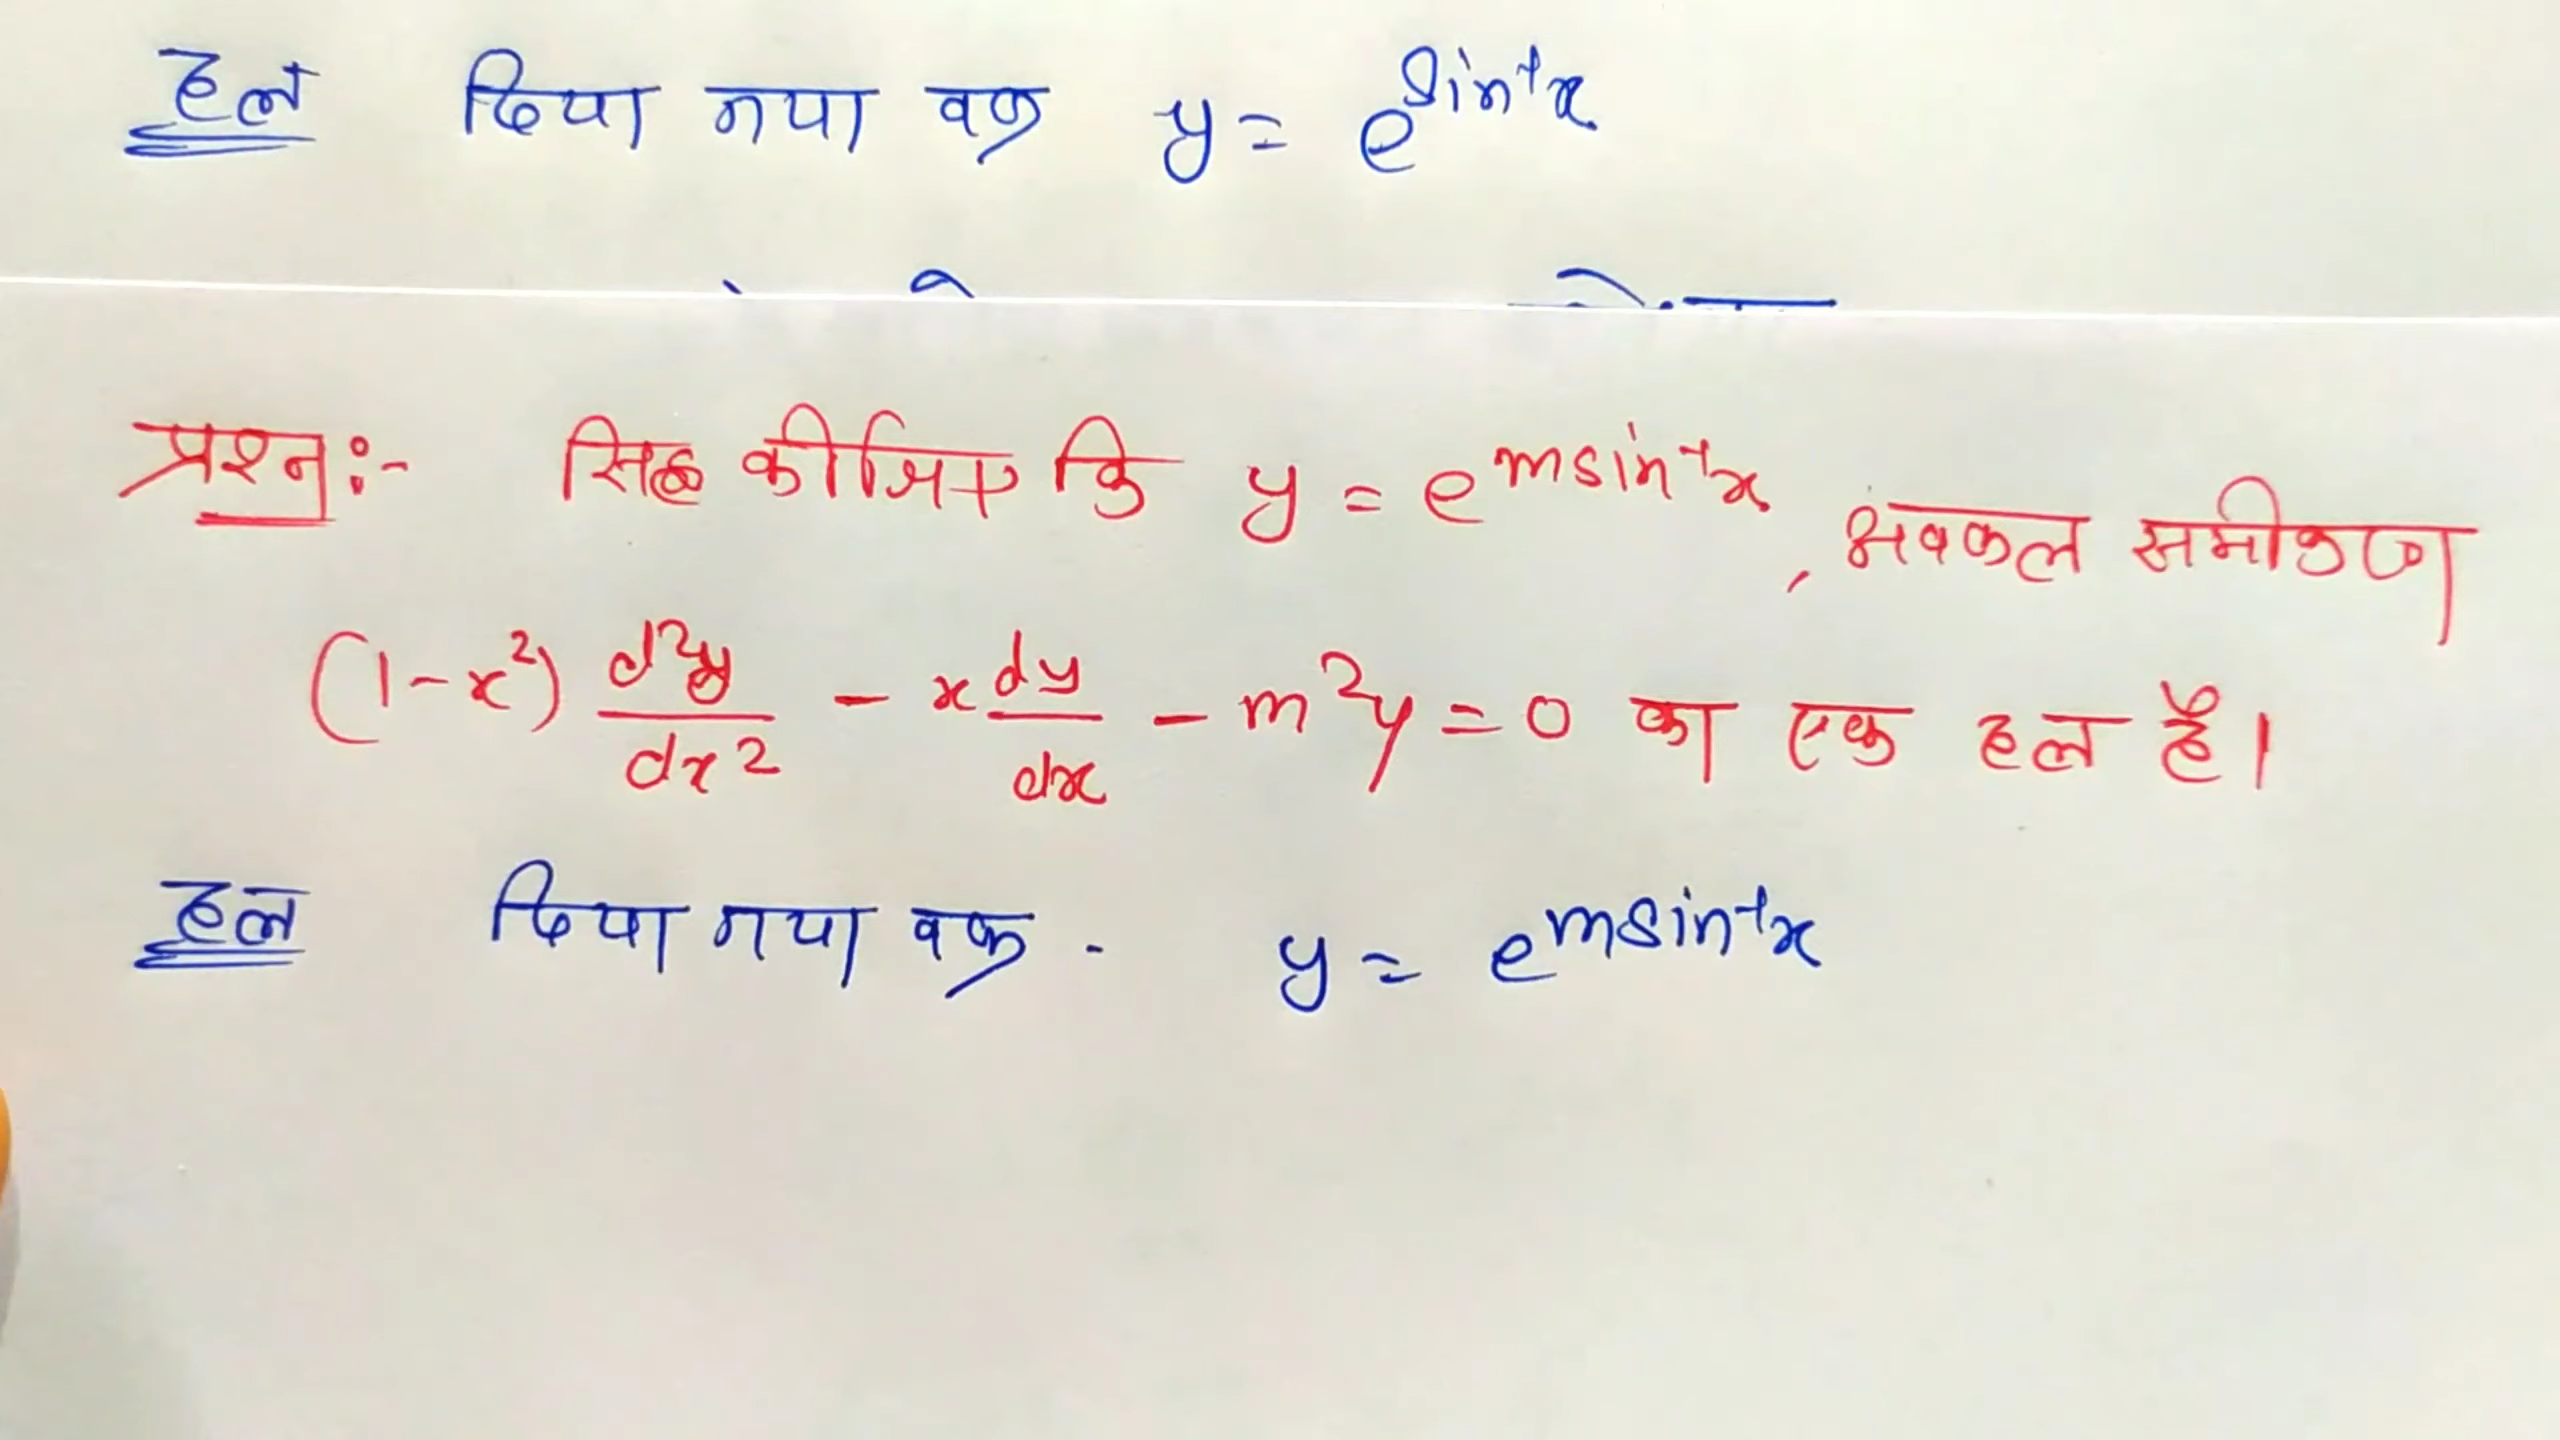 हल दिया गया वक्र y = e^sin⁻¹x
प्रश्न:- सिद्ध कीजिए कि y = e^msin⁻¹x, अवकल समीकरण
(1-x²) d²y/dx² - x dy/dx - m²y = 0 का एक हल है।
हल दिया गया वक्र - y = e^msin⁻¹x